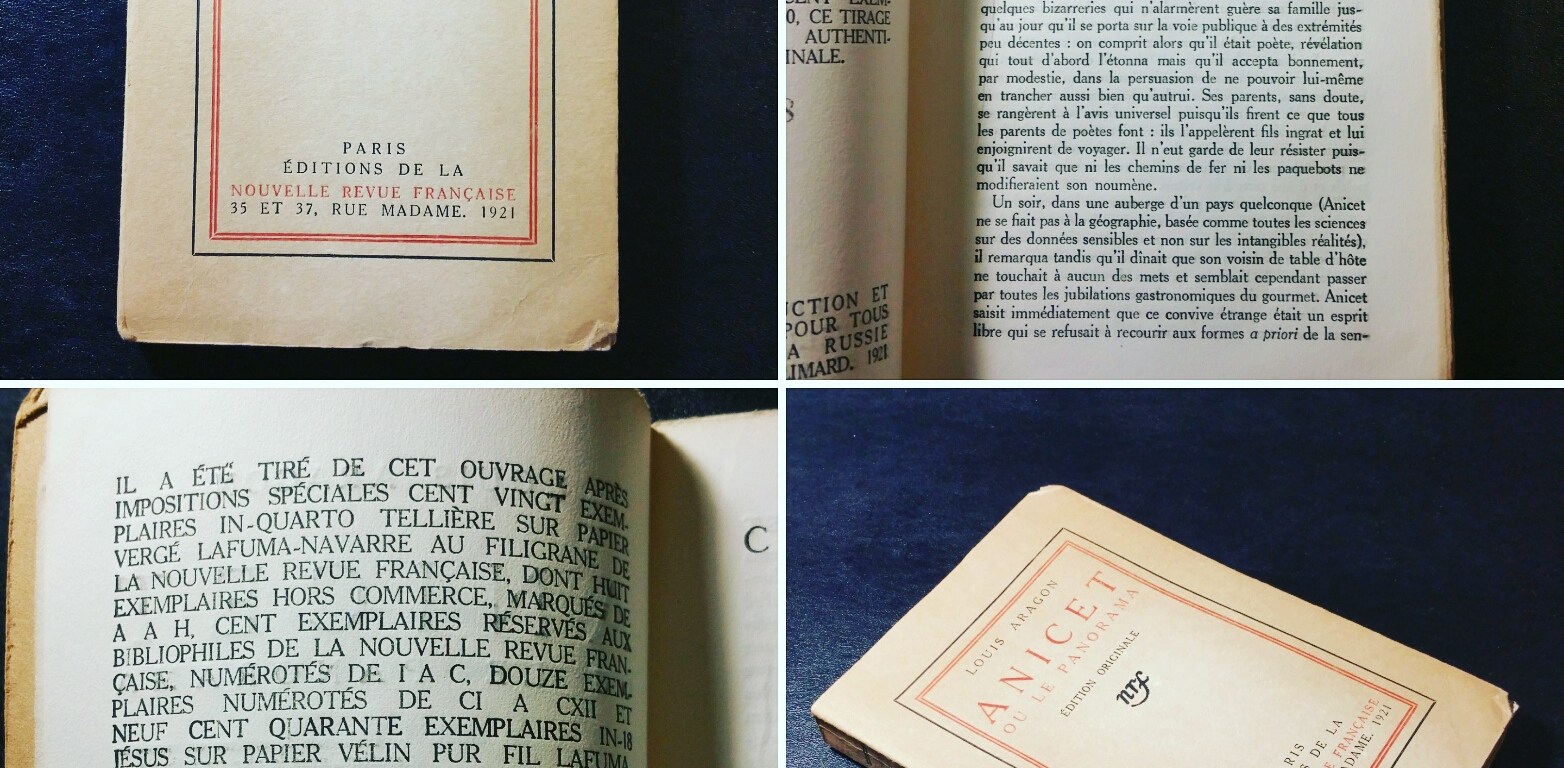 PARIS
ÉDITIONS DE LA
NOUVELLE REVUE FRANÇAISE
35 ET 37, RUE MADAME. 1921
O, CE TIRAGE
AUTHENTI-
INALE.
UCTION ET
POUR TOUS
LA RUSSIE
LIMARD. 1921
quelques bizarreries qui n'alarmèrent guère sa famille jus-
qu'au jour qu'il se porta sur la voie publique à des extrémités
peu décentes : on comprit alors qu'il était poète, révélation
qui tout d'abord l'étonna mais qu'il accepta bonnement,
par modestie, dans la persuasion de ne pouvoir lui-même
en trancher aussi bien qu'autrui. Ses parents, sans doute,
se rangèrent à l'avis universel puisqu'ils firent ce que tous
les parents de poètes font : ils l'appelèrent fils ingrat et lui
enjoignirent de voyager. Il n'eut garde de leur résister puis-
qu'il savait que ni les chemins de fer ni les paquebots ne
modifieraient son noumène.
Un soir, dans une auberge d'un pays quelconque (Anicet
ne se fiait pas à la géographie, basée comme toutes les sciences
sur des données sensibles et non sur les intangibles réalités),
il remarqua tandis qu'il dînait que son voisin de table d'hôte
ne touchait à aucun des mets et semblait cependant passer
par toutes les jubilations gastronomiques du gourmet. Anicet
saisit immédiatement que ce convive étrange était un esprit
libre qui se refusait à recourir aux formes a priori de la sen-
IL A ÉTÉ TIRÉ DE CET OUVRAGE APRÈS
IMPOSITIONS SPÉCIALES CENT VINGT EXEM-
PLAIRES IN-QUARTO TELLIÈRE SUR PAPIER
VERGÉ LAFUMA-NAVARRE AU FILIGRANE DE
LA NOUVELLE REVUE FRANÇAISE, DONT HUIT
EXEMPLAIRES HORS COMMERCE, MARQUÉS DE
A A H, CENT EXEMPLAIRES RÉSERVÉS AUX
BIBLIOPHILES DE LA NOUVELLE REVUE FRAN-
ÇAISE, NUMÉROTÉS DE I A C, DOUZE EXEM-
PLAIRES NUMÉROTÉS DE CI A CXII ET
NEUF CENT QUARANTE EXEMPLAIRES IN-18
JÉSUS SUR PAPIER VÉLIN PUR FIL LAFUMA
C
LOUIS ARAGON
ANICET
OU LE PANORAMA
ÉDITION ORIGINALE
nrf
RIS
S DE LA
E FRANÇAISE
ADAME. 1921